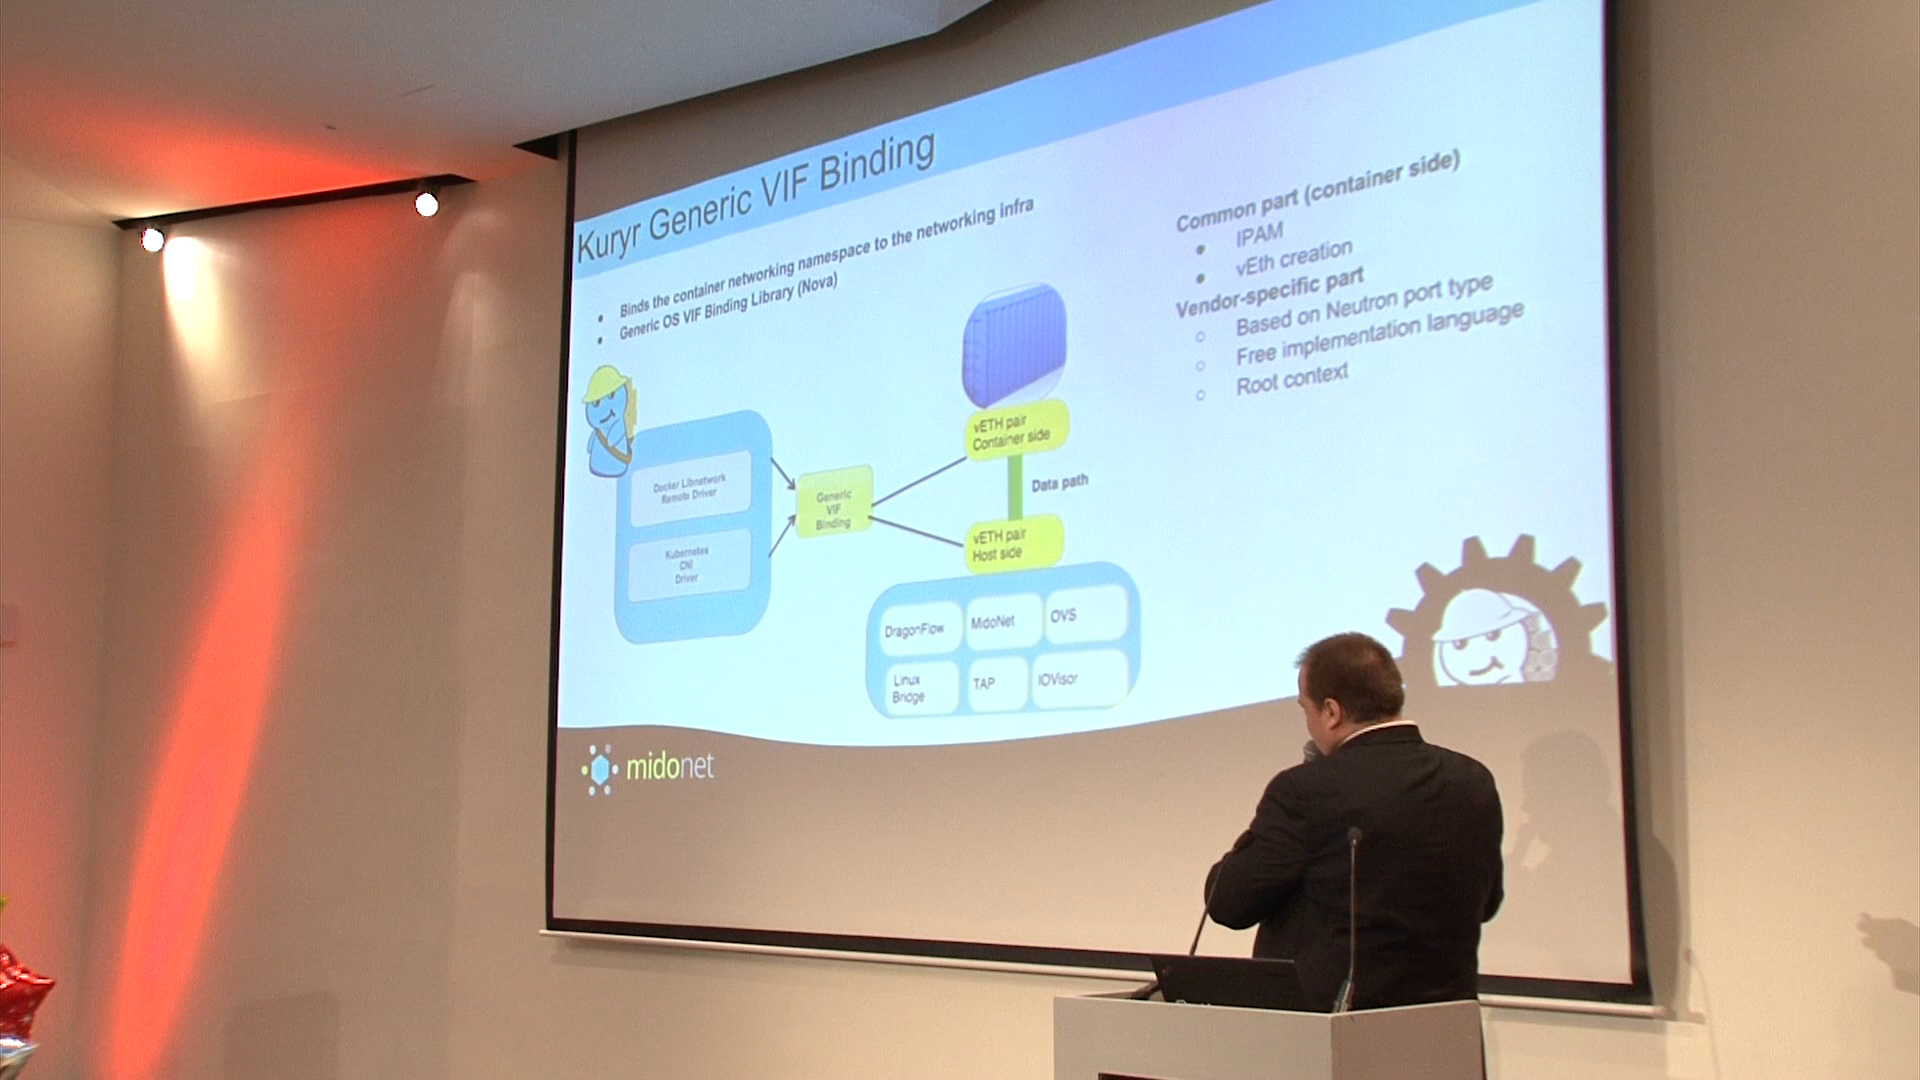 Kuryr Generic VIF Binding
Binds the container networking namespace to the networking infra
Generic OS VIF Binding Library (Nova)
Common part (container side)
IPAM
vEth creation
Vendor-specific part
Based on Neutron port type
Free implementation language
Root context
Docker Libnetwork
Remote Driver
Kubernetes
CNI
Driver
Generic
VIF
Binding
vETH pair
Container side
Data path
vETH pair
Host side
DragonFlow
MidoNet
OVS
Linux
Bridge
TAP
IOVisor
midonet